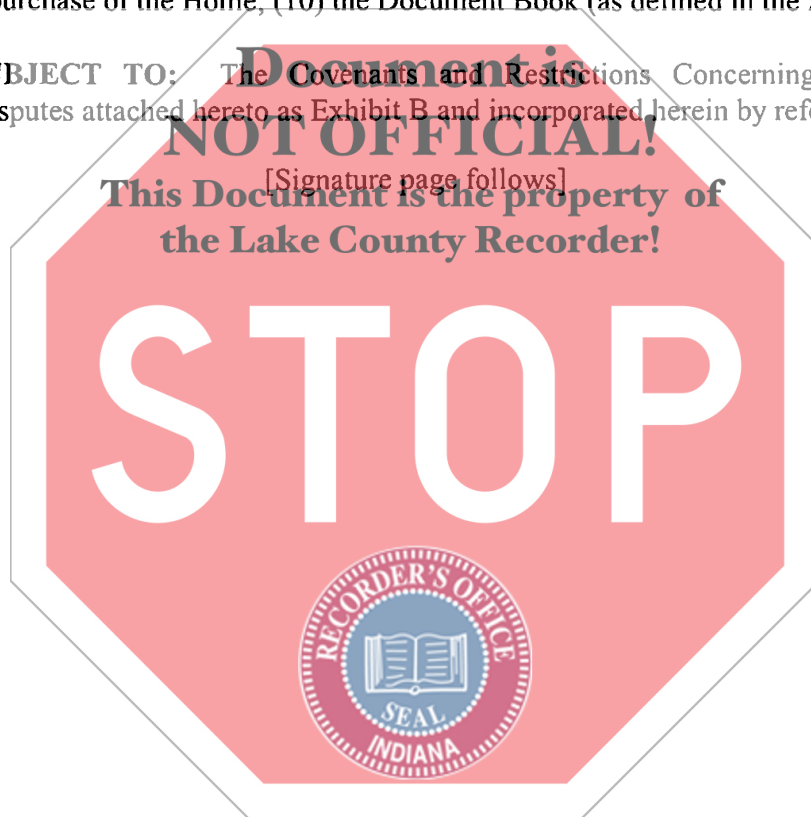 purchase of the Home, (10) the Document Book (as defined in the
BJECT TO: The Covenants and Restrictions Concerning
sputes attached hereto as Exhibit B and incorporated herein by refe
[Signature page follows]
Document is
NOT OFFICIAL!
This Document is the property of
the Lake County Recorder!
STOP
RECORDER'S OFFICE
SEAL
INDIANA